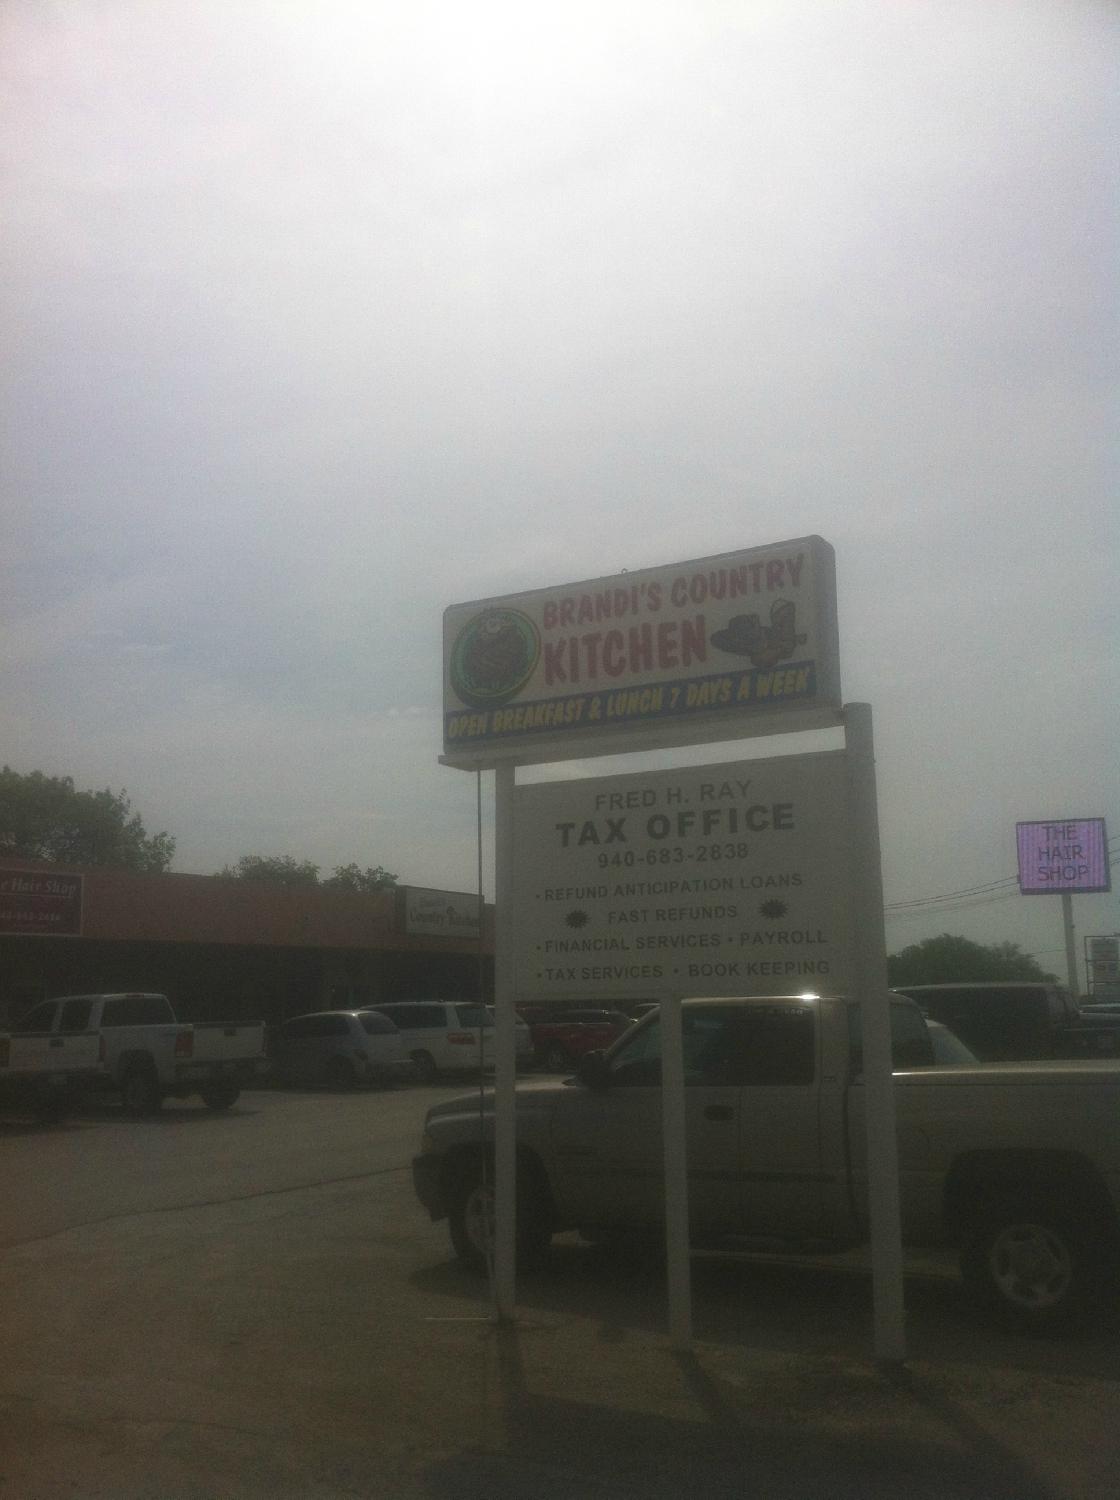 BRANDI'S COUNTRY
KITCHEN
OPEN BREAKFAST & LUNCH 7 DAYS A WEEK
FRED H. RAY
TAX OFFICE
940-683-2838
• REFUND ANTICIPATION LOANS
FAST REFUNDS
• FINANCIAL SERVICES • PAYROLL
• TAX SERVICES • BOOK KEEPING
THE
HAIR
SHOP
Hair Shop
Country Kitchen